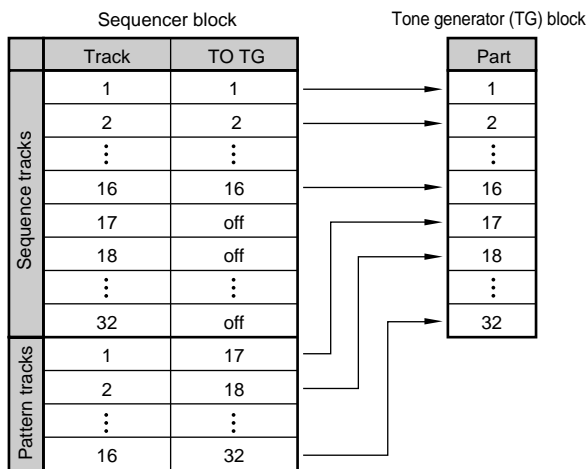 Sequencer block
Tone generator (TG) block
Track TO TG Part
Sequence tracks
1 1 1
2 2 2
⋮ ⋮ ⋮
16 16 16
17 off 17
18 off 18
⋮ ⋮ ⋮
32 off 32
Pattern tracks
1 17
2 18
⋮ ⋮
16 32